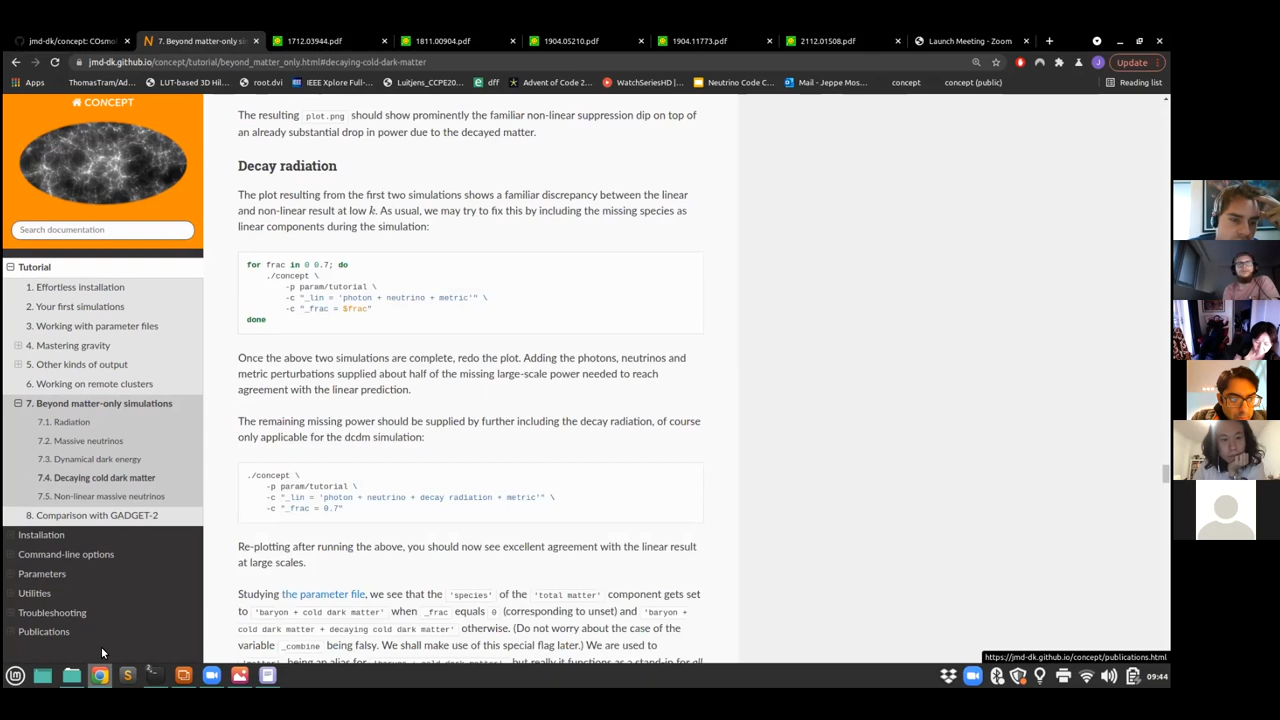 jmd-dk/concept: COsmo
7. Beyond matter-only si
1712.03944.pdf
1811.00904.pdf
1904.05210.pdf
1904.11773.pdf
2112.01508.pdf
Launch Meeting - Zoom
jmd-dk.github.io/concept/tutorial/beyond_matter_only.html#decaying-cold-dark-matter
Update
Apps
ThomasTram/AD...
LUT-based 3D Hil...
root.dvi
IEEE Xplore Full-...
Luitjens_CCPE20...
dff
Advent of Code 2...
WatchSeriesHD | ...
Neutrino Code C...
Mail - Jeppe Mos...
concept
concept (public)
Reading list
CONCEPT
Search documentation
Tutorial
1. Effortless installation
2. Your first simulations
3. Working with parameter files
4. Mastering gravity
5. Other kinds of output
6. Working on remote clusters
7. Beyond matter-only simulations
7.1. Radiation
7.2. Massive neutrinos
7.3. Dynamical dark energy
7.4. Decaying cold dark matter
7.5. Non-linear massive neutrinos
8. Comparison with GADGET-2
Installation
Command-line options
Parameters
Utilities
Troubleshooting
Publications
The resulting plot.png should show prominently the familiar non-linear suppression dip on top of
an already substantial drop in power due to the decayed matter.
Decay radiation
The plot resulting from the first two simulations shows a familiar discrepancy between the linear
and non-linear result at low k. As usual, we may try to fix this by including the missing species as
linear components during the simulation:
for frac in 0 0.7; do
./concept \
-p param/tutorial \
-c "_lin = 'photon + neutrino + metric'" \
-c "_frac = $frac"
done
Once the above two simulations are complete, redo the plot. Adding the photons, neutrinos and
metric perturbations supplied about half of the missing large-scale power needed to reach
agreement with the linear prediction.
The remaining missing power should be supplied by further including the decay radiation, of course
only applicable for the dcdm simulation:
./concept \
-p param/tutorial \
-c "_lin = 'photon + neutrino + decay radiation + metric'" \
-c "_frac = 0.7"
Re-plotting after running the above, you should now see excellent agreement with the linear result
at large scales.
Studying the parameter file, we see that the 'species' of the 'total matter' component gets set
to 'baryon + cold dark matter' when _frac equals 0 (corresponding to unset) and 'baryon +
cold dark matter + decaying cold dark matter' otherwise. (Do not worry about the case of the
variable _combine being falsy. We shall make use of this special flag later.) We are used to
https://jmd-dk.github.io/concept/publications.html
09:44